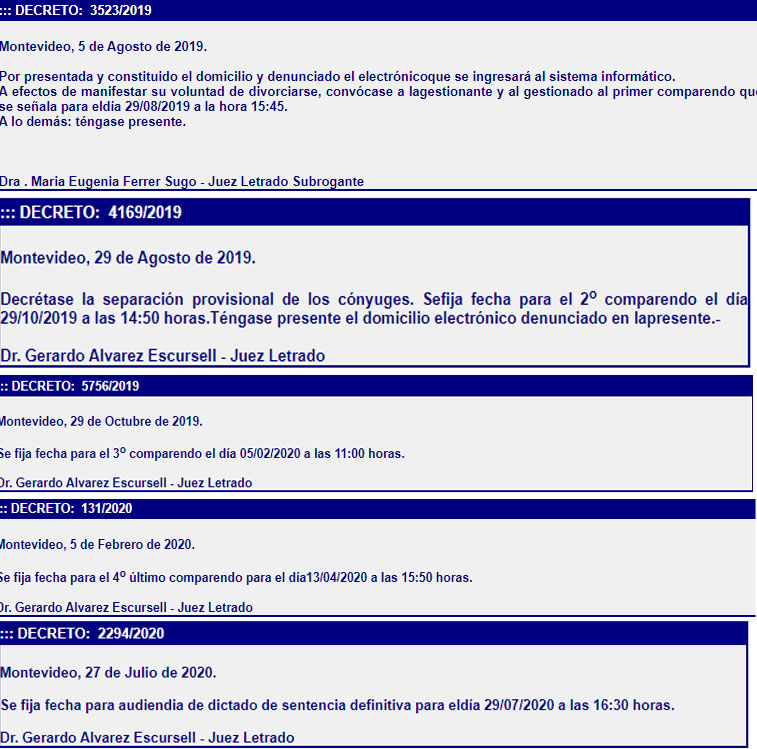 ::: DECRETO: 3523/2019
Montevideo, 5 de Agosto de 2019.
Por presentada y constituido el domicilio y denunciado el electrónicoque se ingresará al sistema informático.
A efectos de manifestar su voluntad de divorciarse, convócase a lagestionante y al gestionado al primer comparendo que
se señala para eldía 29/08/2019 a la hora 15:45.
A lo demás: téngase presente.
Dra . Maria Eugenia Ferrer Sugo - Juez Letrado Subrogante
::: DECRETO: 4169/2019
Montevideo, 29 de Agosto de 2019.
Decrétase la separación provisional de los cónyuges. Sefija fecha para el 2º comparendo el día
29/10/2019 a las 14:50 horas.Téngase presente el domicilio electrónico denunciado en lapresente.-
Dr. Gerardo Alvarez Escursell - Juez Letrado
:: DECRETO: 5756/2019
Montevideo, 29 de Octubre de 2019.
Se fija fecha para el 3º comparendo el día 05/02/2020 a las 11:00 horas.
Dr. Gerardo Alvarez Escursell - Juez Letrado
:: DECRETO: 131/2020
Montevideo, 5 de Febrero de 2020.
Se fija fecha para el 4º último comparendo para el día13/04/2020 a las 15:50 horas.
Dr. Gerardo Alvarez Escursell - Juez Letrado
::: DECRETO: 2294/2020
Montevideo, 27 de Julio de 2020.
Se fija fecha para audiendia de dictado de sentencia definitiva para eldía 29/07/2020 a las 16:30 horas.
Dr. Gerardo Alvarez Escursell - Juez Letrado